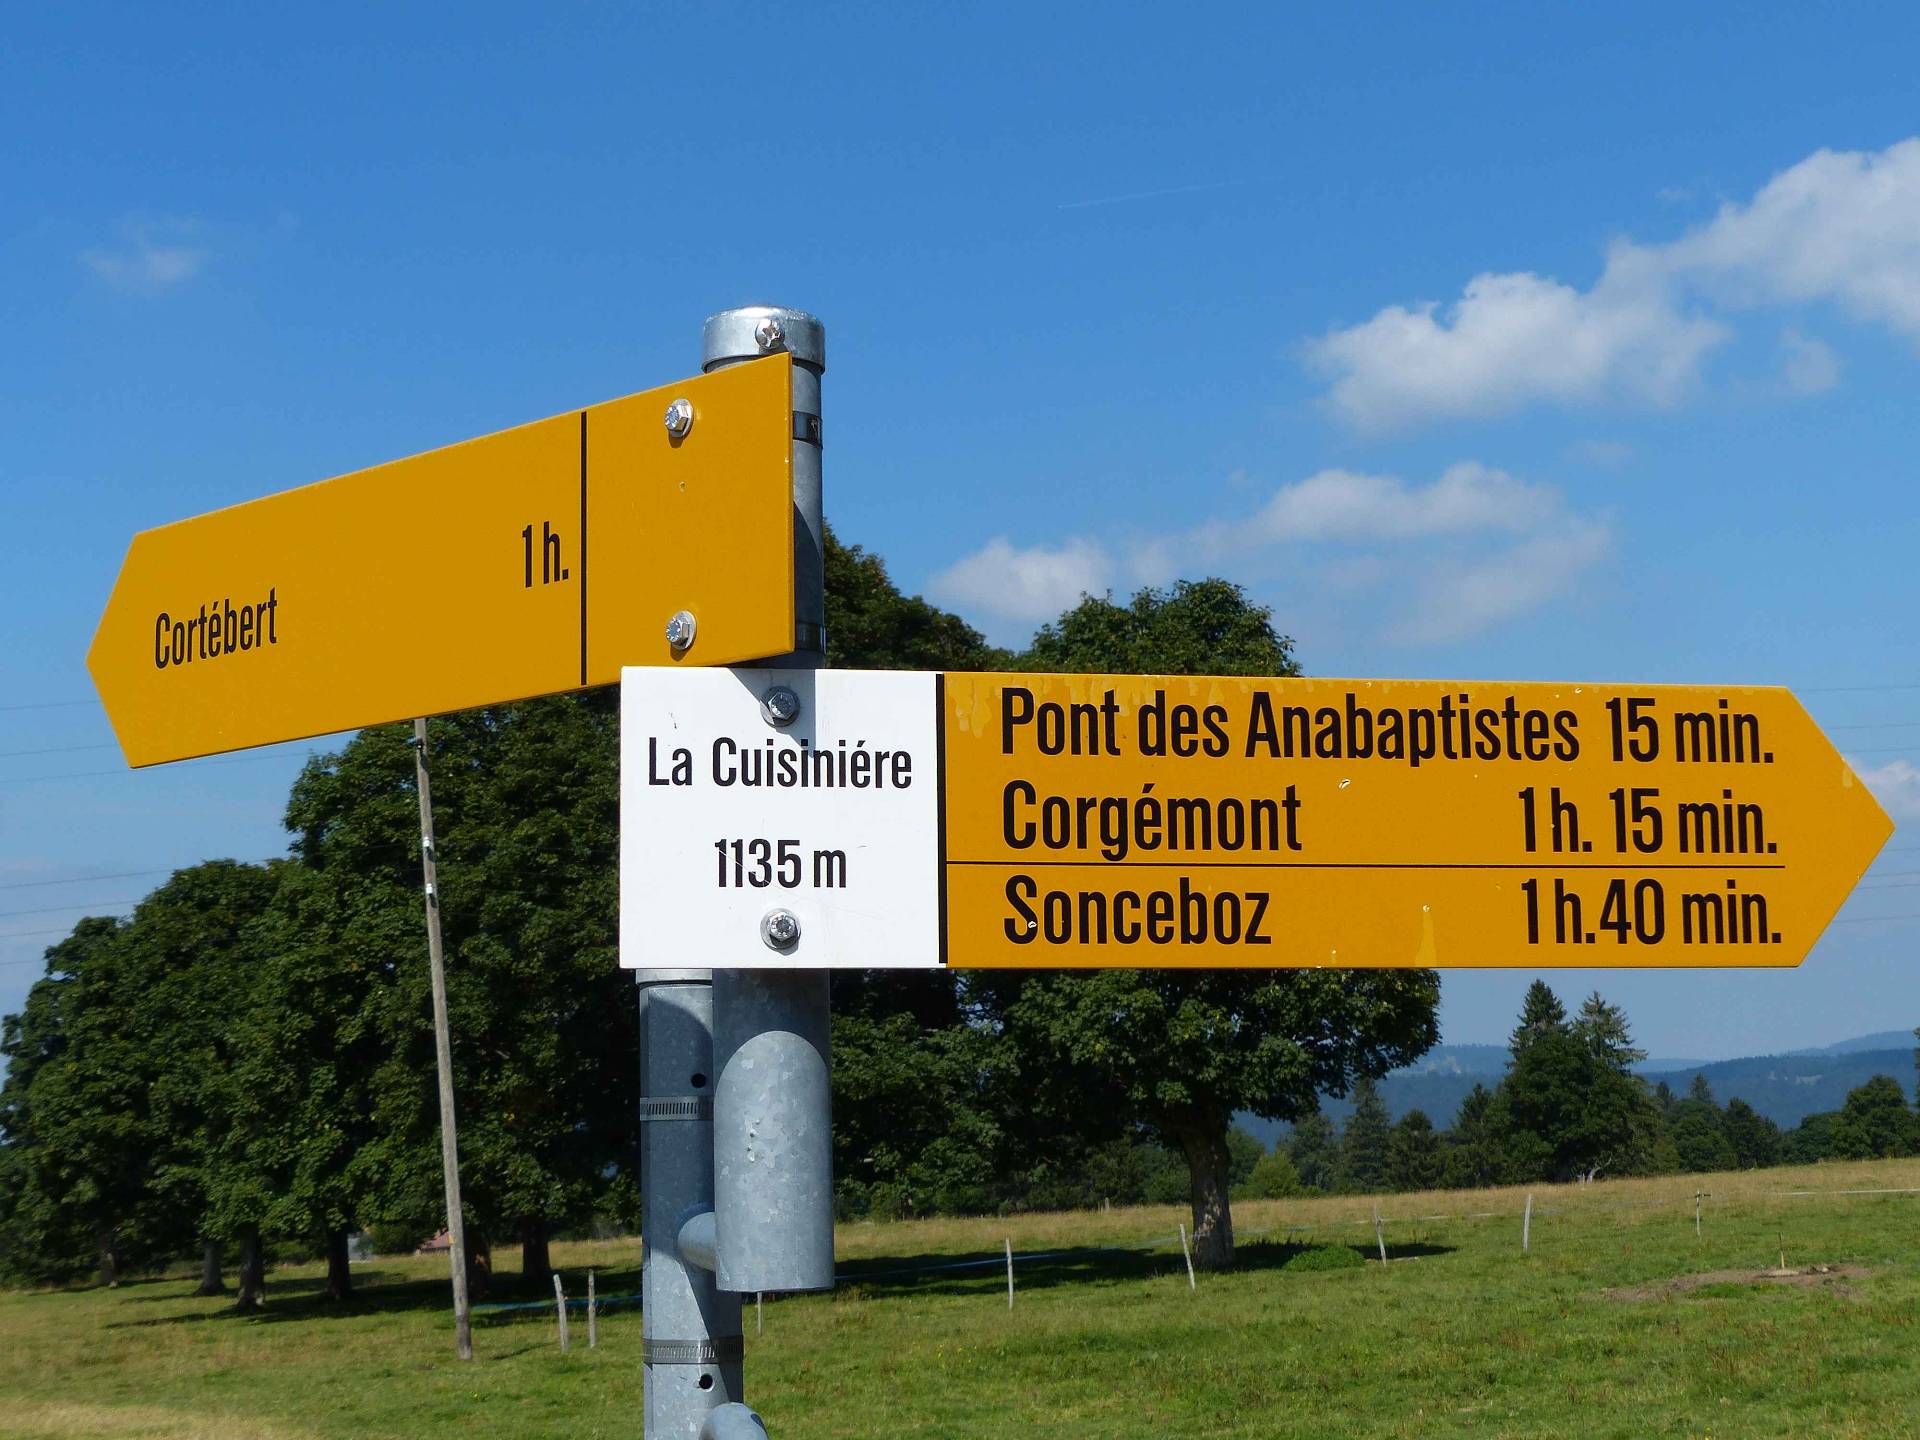 1 h.
Cortébert
La Cuisiniére
1135 m
Pont des Anabaptistes 15 min.
Corgémont 1 h. 15 min.
Sonceboz 1 h. 40 min.